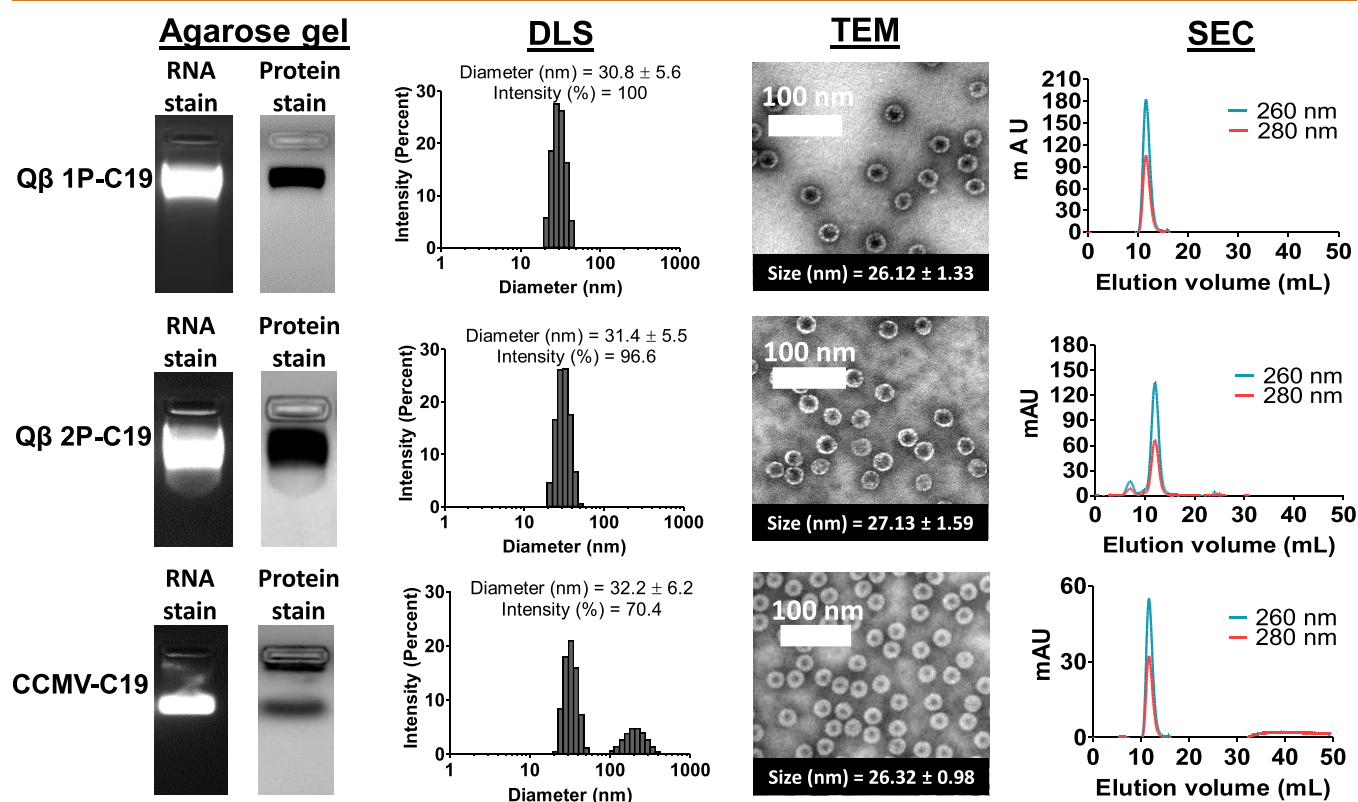 Agarose gel
DLS
TEM
SEC
RNA
stain
Protein
stain
Qβ 1P-C19
Diameter (nm) = 30.8 ± 5.6
Intensity (%) = 100
30
20
10
0
Intensity (Percent)
1
10
100
1000
Diameter (nm)
100 nm
Size (nm) = 26.12 ± 1.33
210
180
150
120
90
60
30
0
m A U
260 nm
280 nm
0
10
20
30
40
50
Elution volume (mL)
RNA
stain
Protein
stain
Qβ 2P-C19
Diameter (nm) = 31.4 ± 5.5
Intensity (%) = 96.6
30
20
10
0
Intensity (Percent)
1
10
100
1000
Diameter (nm)
100 nm
Size (nm) = 27.13 ± 1.59
180
150
120
90
60
30
0
mAU
260 nm
280 nm
0
10
20
30
40
50
Elution volume (mL)
RNA
stain
Protein
stain
CCMV-C19
Diameter (nm) = 32.2 ± 6.2
Intensity (%) = 70.4
30
20
10
0
Intensity (Percent)
1
10
100
1000
Diameter (nm)
100 nm
Size (nm) = 26.32 ± 0.98
60
30
0
mAU
260 nm
280 nm
0
10
20
30
40
50
Elution volume (mL)